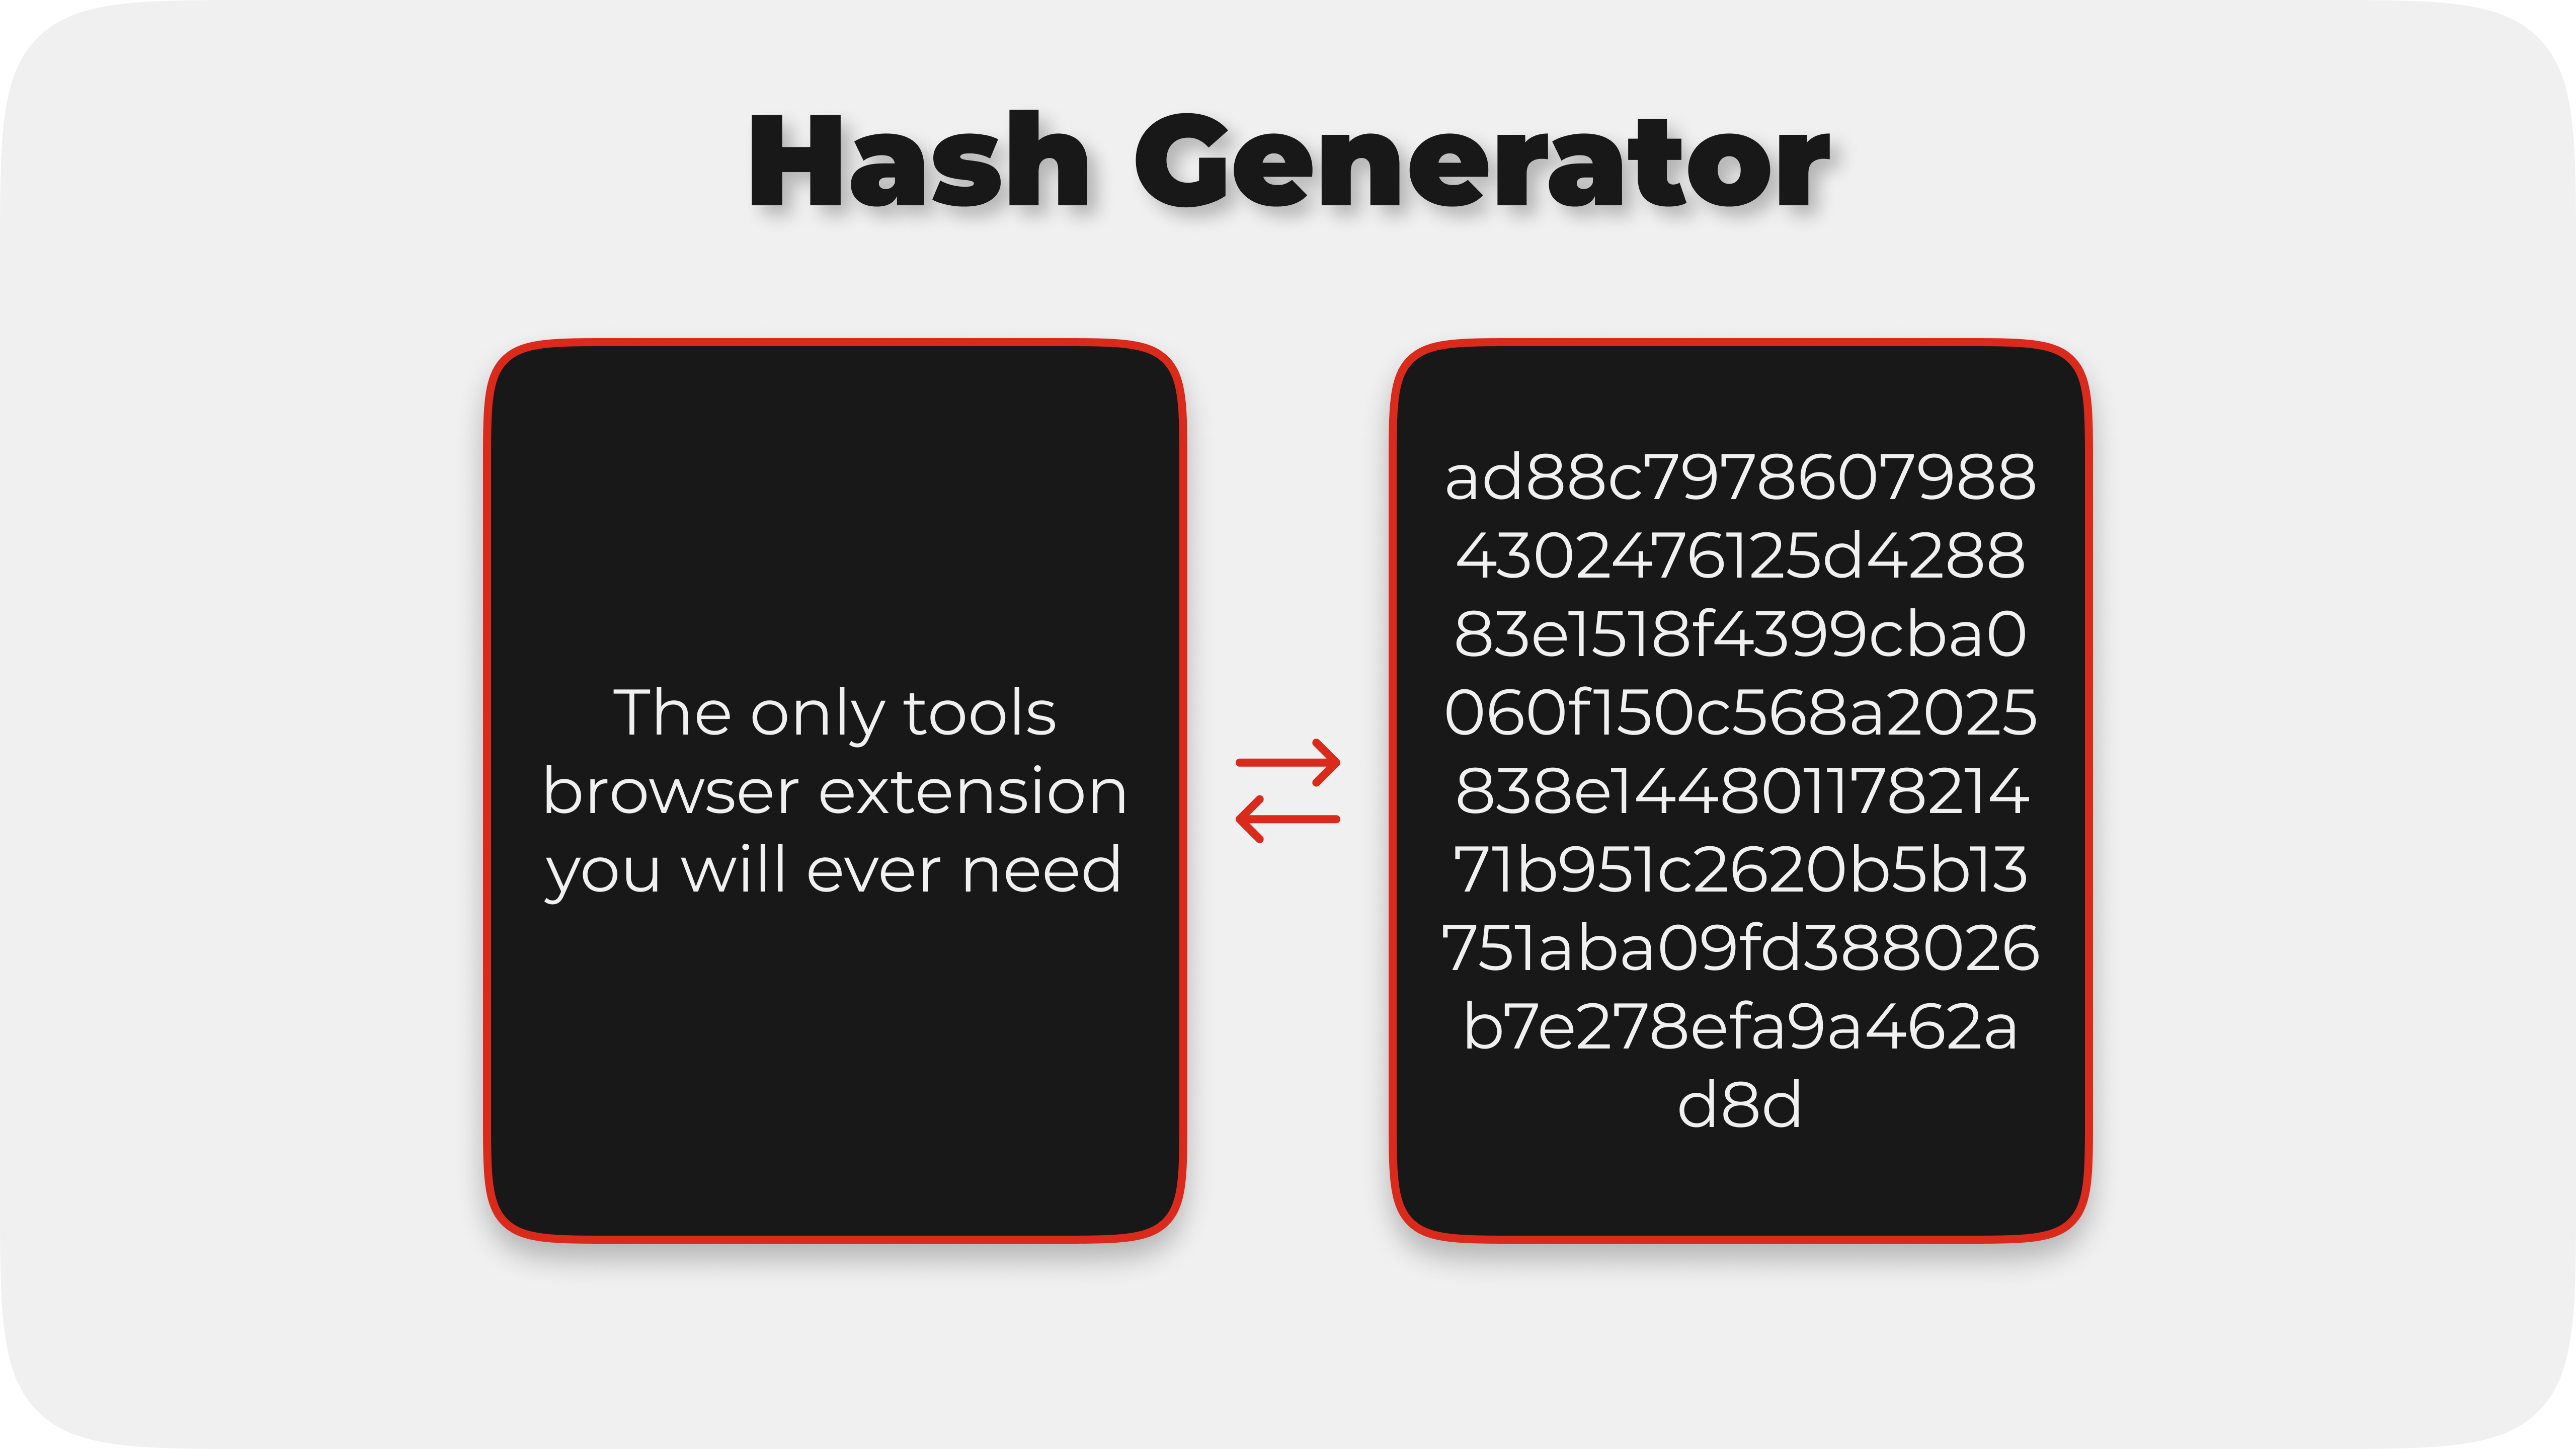 Hash Generator
The only tools
browser extension
you will ever need
ad88c7978607988
4302476125d4288
83e1518f4399cba0
060f150c568a2025
838e144801178214
71b951c2620b5b13
751aba09fd388026
b7e278efa9a462a
d8d